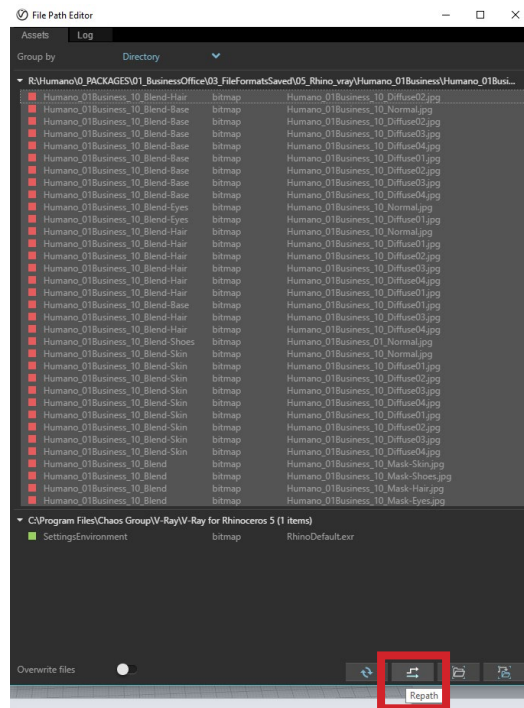 File Path Editor
Assets Log
Group by Directory
R:\Humano\0_PACKAGES\01_BusinessOffice\03_FileFormatsSaved\05_Rhino_vray\Humano_01Business\Humano_01Busi...
Humano_01Business_10_Blend-Hair bitmap Humano_01Business_10_Diffuse02.jpg
Humano_01Business_10_Blend-Base bitmap Humano_01Business_10_Normal.jpg
Humano_01Business_10_Blend-Base bitmap Humano_01Business_10_Diffuse02.jpg
Humano_01Business_10_Blend-Base bitmap Humano_01Business_10_Diffuse03.jpg
Humano_01Business_10_Blend-Base bitmap Humano_01Business_10_Diffuse04.jpg
Humano_01Business_10_Blend-Base bitmap Humano_01Business_10_Diffuse01.jpg
Humano_01Business_10_Blend-Base bitmap Humano_01Business_10_Diffuse02.jpg
Humano_01Business_10_Blend-Base bitmap Humano_01Business_10_Diffuse03.jpg
Humano_01Business_10_Blend-Base bitmap Humano_01Business_10_Diffuse04.jpg
Humano_01Business_10_Blend-Eyes bitmap Humano_01Business_10_Normal.jpg
Humano_01Business_10_Blend-Eyes bitmap Humano_01Business_10_Diffuse01.jpg
Humano_01Business_10_Blend-Hair bitmap Humano_01Business_10_Normal.jpg
Humano_01Business_10_Blend-Hair bitmap Humano_01Business_10_Diffuse01.jpg
Humano_01Business_10_Blend-Hair bitmap Humano_01Business_10_Diffuse02.jpg
Humano_01Business_10_Blend-Hair bitmap Humano_01Business_10_Diffuse03.jpg
Humano_01Business_10_Blend-Hair bitmap Humano_01Business_10_Diffuse04.jpg
Humano_01Business_10_Blend-Hair bitmap Humano_01Business_10_Diffuse01.jpg
Humano_01Business_10_Blend-Base bitmap Humano_01Business_10_Diffuse01.jpg
Humano_01Business_10_Blend-Hair bitmap Humano_01Business_10_Diffuse03.jpg
Humano_01Business_10_Blend-Hair bitmap Humano_01Business_10_Diffuse04.jpg
Humano_01Business_10_Blend-Shoes bitmap Humano_01Business_01_Normal.jpg
Humano_01Business_10_Blend-Skin bitmap Humano_01Business_10_Normal.jpg
Humano_01Business_10_Blend-Skin bitmap Humano_01Business_10_Diffuse01.jpg
Humano_01Business_10_Blend-Skin bitmap Humano_01Business_10_Diffuse02.jpg
Humano_01Business_10_Blend-Skin bitmap Humano_01Business_10_Diffuse03.jpg
Humano_01Business_10_Blend-Skin bitmap Humano_01Business_10_Diffuse04.jpg
Humano_01Business_10_Blend-Skin bitmap Humano_01Business_10_Diffuse01.jpg
Humano_01Business_10_Blend-Skin bitmap Humano_01Business_10_Diffuse02.jpg
Humano_01Business_10_Blend-Skin bitmap Humano_01Business_10_Diffuse03.jpg
Humano_01Business_10_Blend-Skin bitmap Humano_01Business_10_Diffuse04.jpg
Humano_01Business_10_Blend bitmap Humano_01Business_10_Mask-Skin.jpg
Humano_01Business_10_Blend bitmap Humano_01Business_10_Mask-Shoes.jpg
Humano_01Business_10_Blend bitmap Humano_01Business_10_Mask-Hair.jpg
Humano_01Business_10_Blend bitmap Humano_01Business_10_Mask-Eyes.jpg
C:\Program Files\Chaos Group\V-Ray\V-Ray for Rhinoceros 5 (1 items)
SettingsEnvironment bitmap RhinoDefault.exr
Overwrite files
Repath